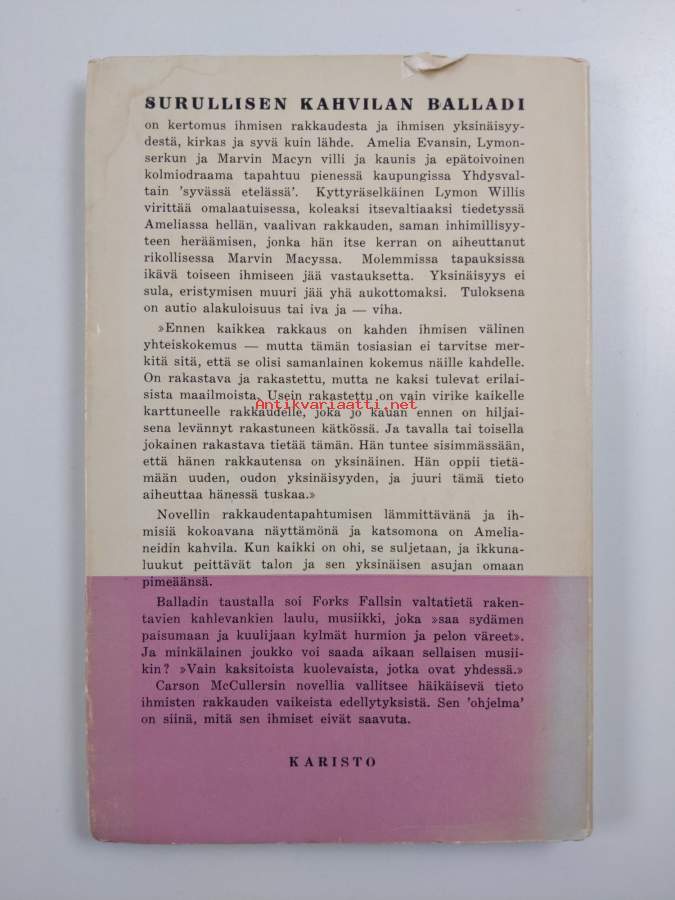 SURULLISEN KAHVILAN BALLADI
on kertomus ihmisen rakkaudesta ja ihmisen yksinäisyy-
destä, kirkas ja syvä kuin lähde. Amelia Evansin, Lymon-
serkun ja Marvin Macyn villi ja kaunis ja epätoivoinen
kolmiodraama tapahtuu pienessä kaupungissa Yhdysval-
tain 'syvässä etelässä'. Kyttyräselkäinen Lymon Willis
virittää omalaatuisessa, koleaksi itsevaltiaaksi tiedetyssä
Ameliassa hellän, vaalivan rakkauden, saman inhimillisyy-
teen heräämisen, jonka hän itse kerran on aiheuttanut
rikollisessa Marvin Macyssa. Molemmissa tapauksissa
ikävä toiseen ihmiseen jää vastauksetta. Yksinäisyys ei
sula, eristymisen muuri jää yhä aukottomaksi. Tuloksena
on autio alakuloisuus tai iva ja — viha.
»Ennen kaikkea rakkaus on kahden ihmisen välinen
yhteiskokemus — mutta tämän tosiasian ei tarvitse mer-
kitä sitä, että se olisi samanlainen kokemus näille kahdelle.
On rakastava ja rakastettu, mutta ne kaksi tulevat erilai-
sista maailmoista. Usein rakastettu on vain virike kaikelle
karttuneelle rakkaudelle, joka jo kauan ennen on hiljai-
Antikvariaatti.net
sena levännyt rakastuneen kätkössä. Ja tavalla tai toisella
jokainen rakastava tietää tämän. Hän tuntee sisimmässään,
että hänen rakkautensa on yksinäinen. Hän oppii tietä-
mään uuden, oudon yksinäisyyden, ja juuri tämä tieto
aiheuttaa hänessä tuskaa.»
Novellin rakkaudentapahtumisen lämmittävänä ja ih-
misiä kokoavana näyttämönä ja katsomona on Amelia-
neidin kahvila. Kun kaikki on ohi, se suljetaan, ja ikkuna-
luukut peittävät talon ja sen yksinäisen asujan omaan
pimeäänsä.
Balladin taustalla soi Forks Fallsin valtatietä raken-
tavien kahlevankien laulu, musiikki, joka »saa sydämen
paisumaan ja kuulijaan kylmät hurmion ja pelon väreet».
Ja minkälainen joukko voi saada aikaan sellaisen musii-
kin? »Vain kaksitoista kuolevaista, jotka ovat yhdessä.»
Carson McCullersin novellia vallitsee häikäisevä tieto
ihmisten rakkauden vaikeista edellytyksistä. Sen 'ohjelma'
on siinä, mitä sen ihmiset eivät saavuta.
KARISTO